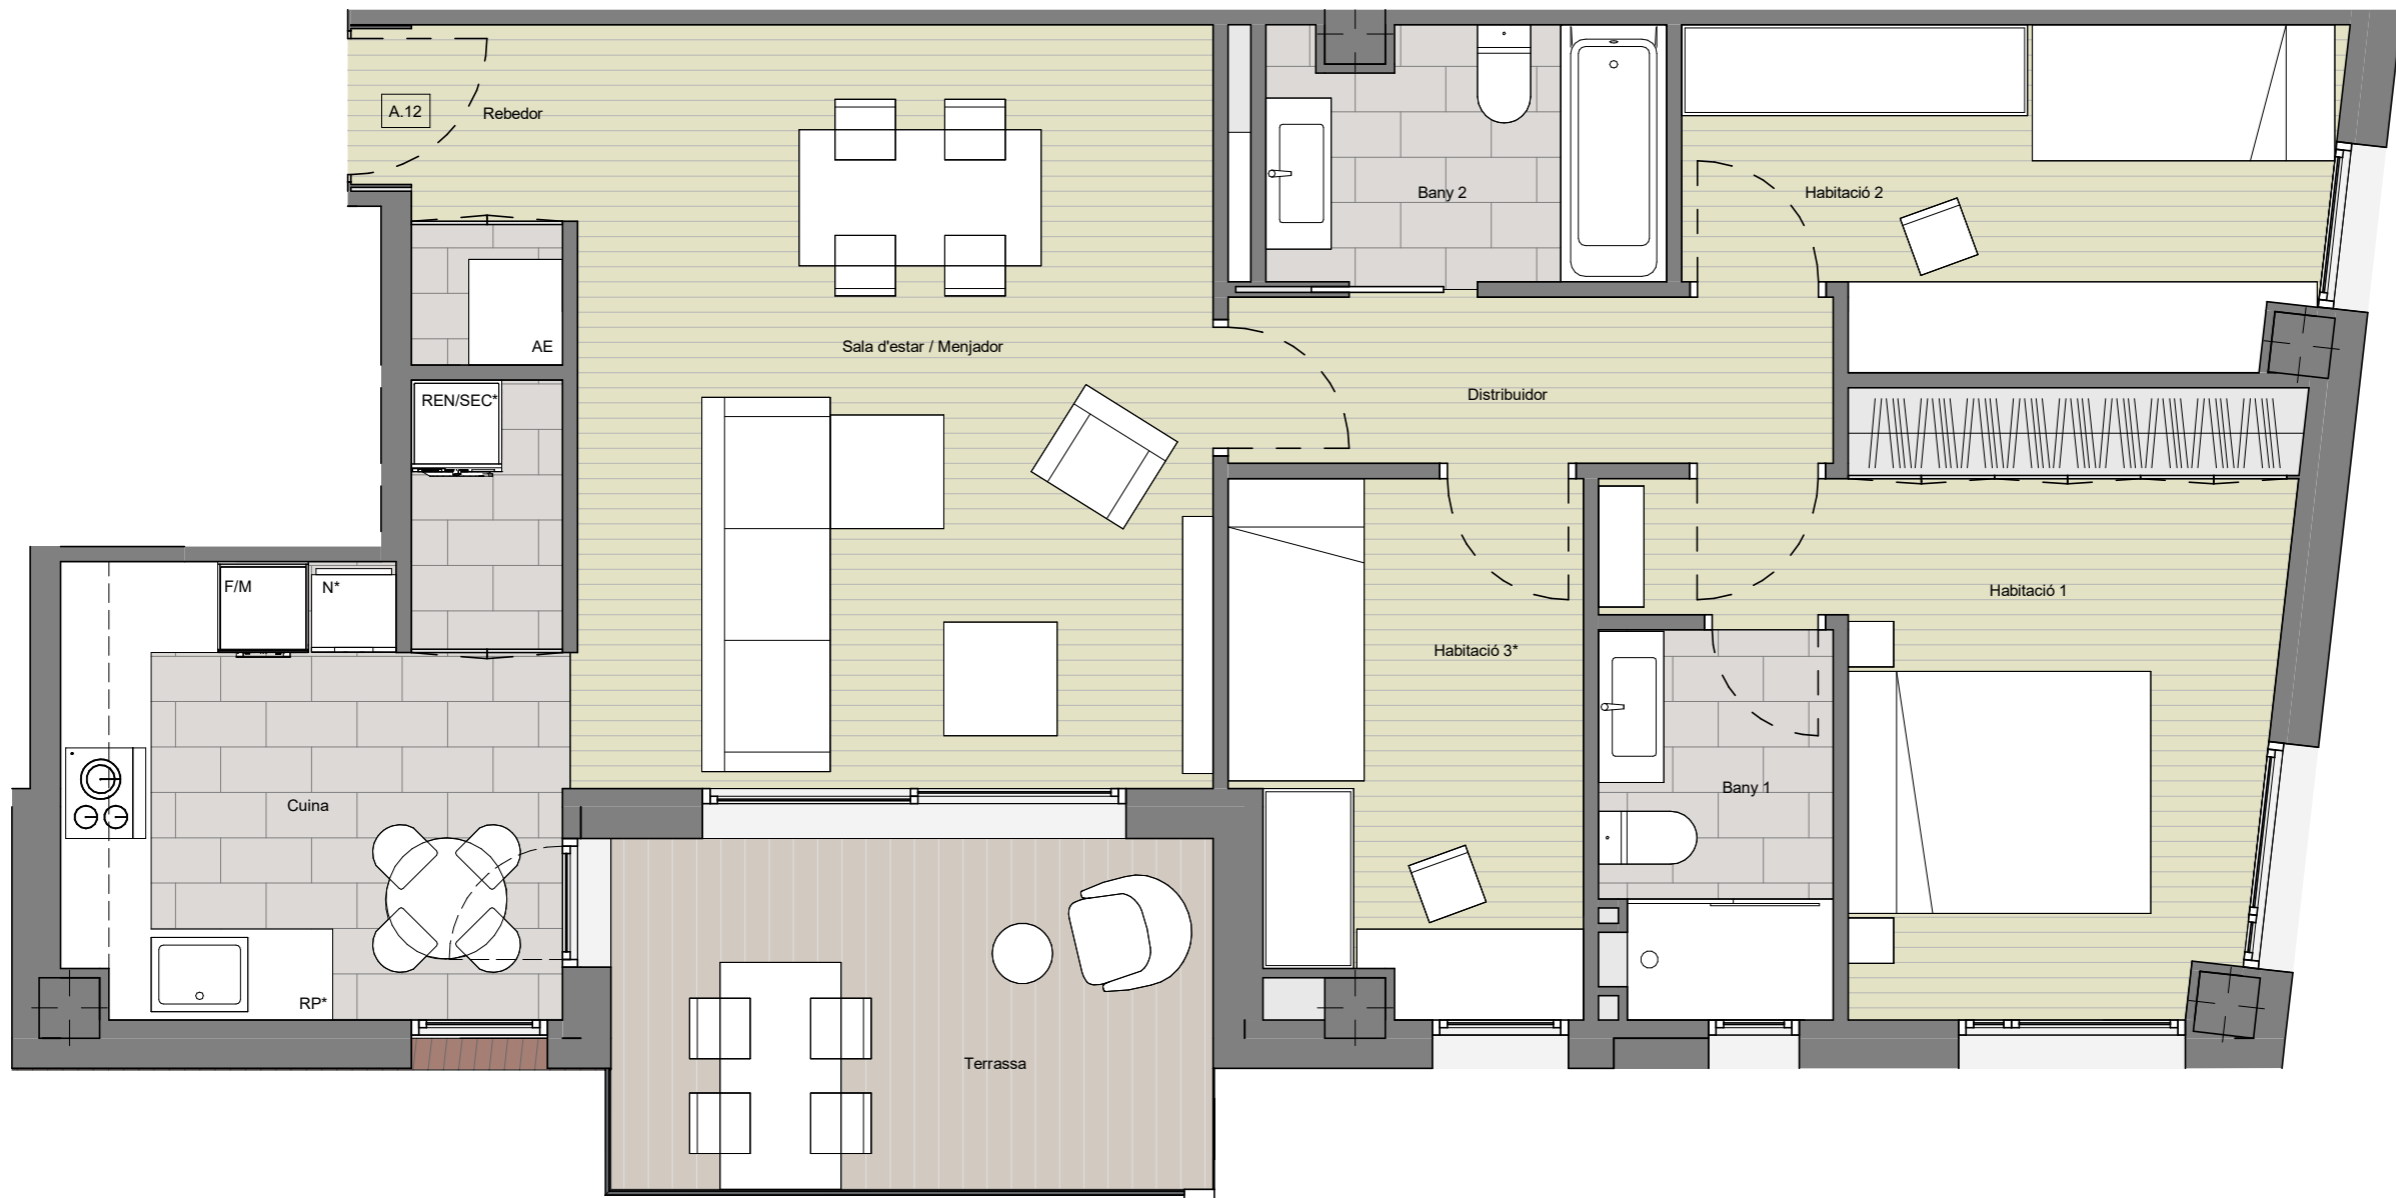 A.12
Rebedor
Bany 2
Habitació 2
AE
Sala d'estar / Menjador
Distribuidor
REN/SEC*
F/M
N*
Habitació 1
Habitació 3*
Bany 1
Cuina
RP*
Terrassa